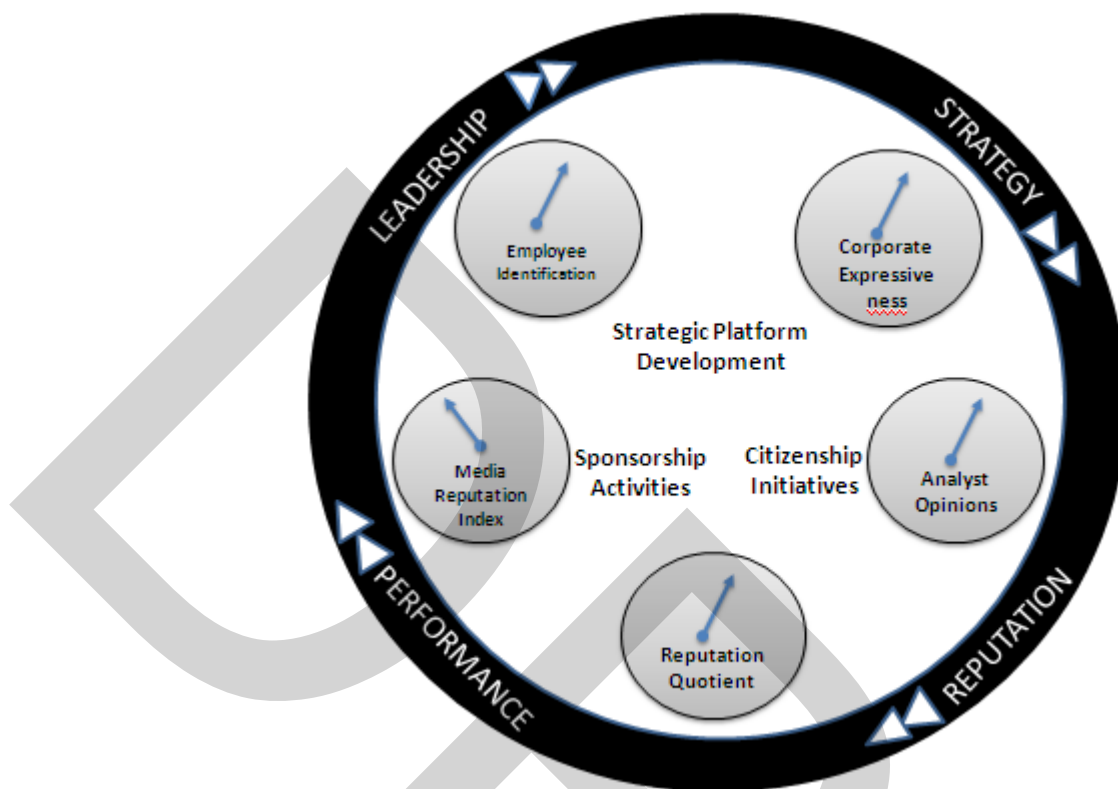 LEADERSHIP
STRATEGY
Employee
Identification
Corporate
Expressive
ness
Strategic Platform
Development
Media
Reputation
Index
Sponsorship
Activities
Citizenship
Initiatives
Analyst
Opinions
Reputation
Quotient
PERFORMANCE
REPUTATION